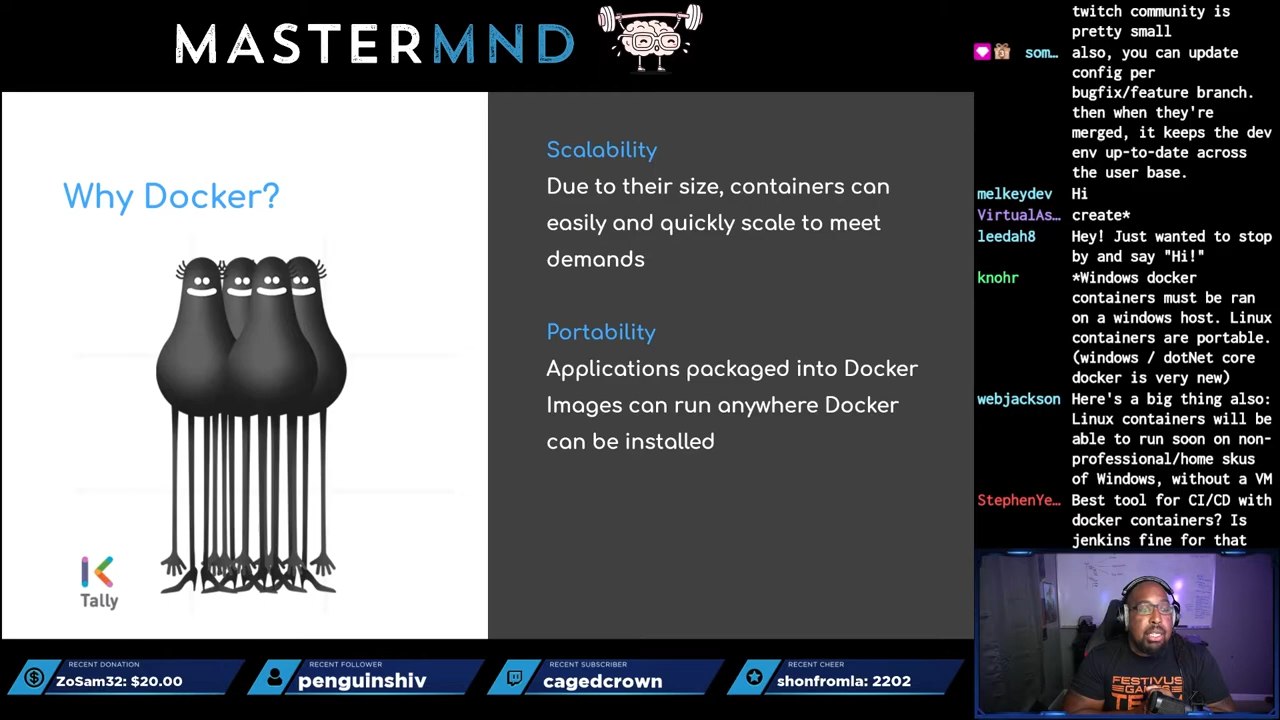 MASTERMND
Why Docker?
Tally
Scalability
Due to their size, containers can
easily and quickly scale to meet
demands
Portability
Applications packaged into Docker
Images can run anywhere Docker
can be installed
twitch community is
pretty small
som… also, you can update
config per
bugfix/feature branch.
then when they're
merged, it keeps the dev
env up-to-date across
the user base.
melkeydev Hi
VirtualAs… create*
leedah8 Hey! Just wanted to stop
by and say "Hi!"
knohr *Windows docker
containers must be ran
on a windows host. Linux
containers are portable.
(windows / dotNet core
docker is very new)
webjackson Here's a big thing also:
Linux containers will be
able to run soon on non-
professional/home skus
of Windows, without a VM
StephenYe… Best tool for CI/CD with
docker containers? Is
jenkins fine for that
FESTIVUS
GAMES
TEAM
RECENT DONATION
ZoSam32: $20.00
RECENT FOLLOWER
penguinshiv
RECENT SUBSCRIBER
cagedcrown
RECENT CHEER
shonfromla: 2202